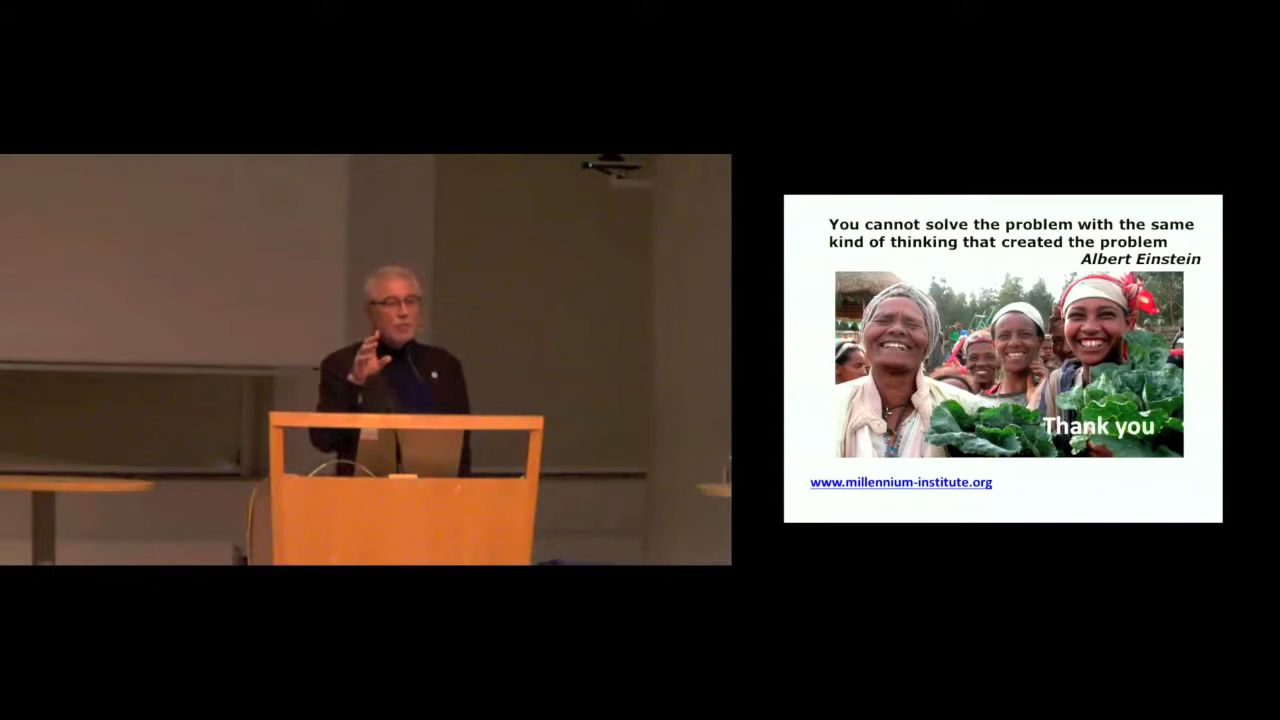 You cannot solve the problem with the same
kind of thinking that created the problem
Albert Einstein
Thank you
www.millennium-institute.org